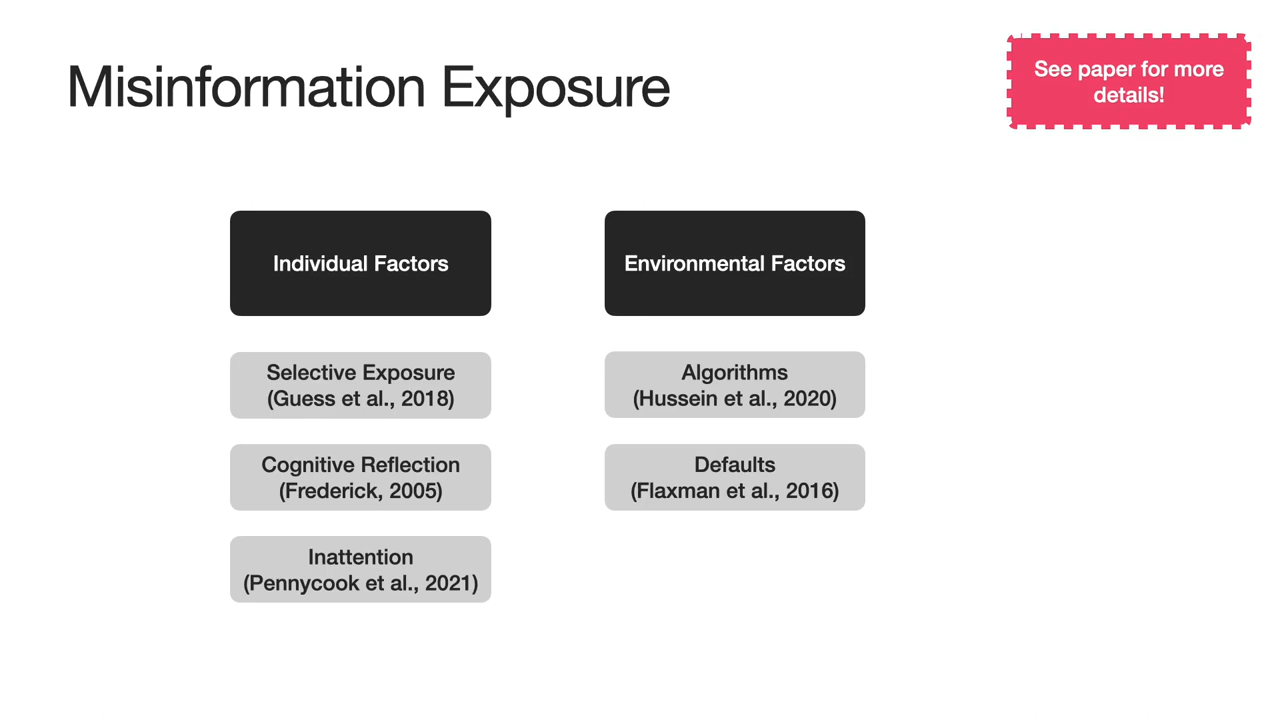 Misinformation Exposure
See paper for more
details!
Individual Factors
Selective Exposure
(Guess et al., 2018)
Cognitive Reflection
(Frederick, 2005)
Inattention
(Pennycook et al., 2021)
Environmental Factors
Algorithms
(Hussein et al., 2020)
Defaults
(Flaxman et al., 2016)